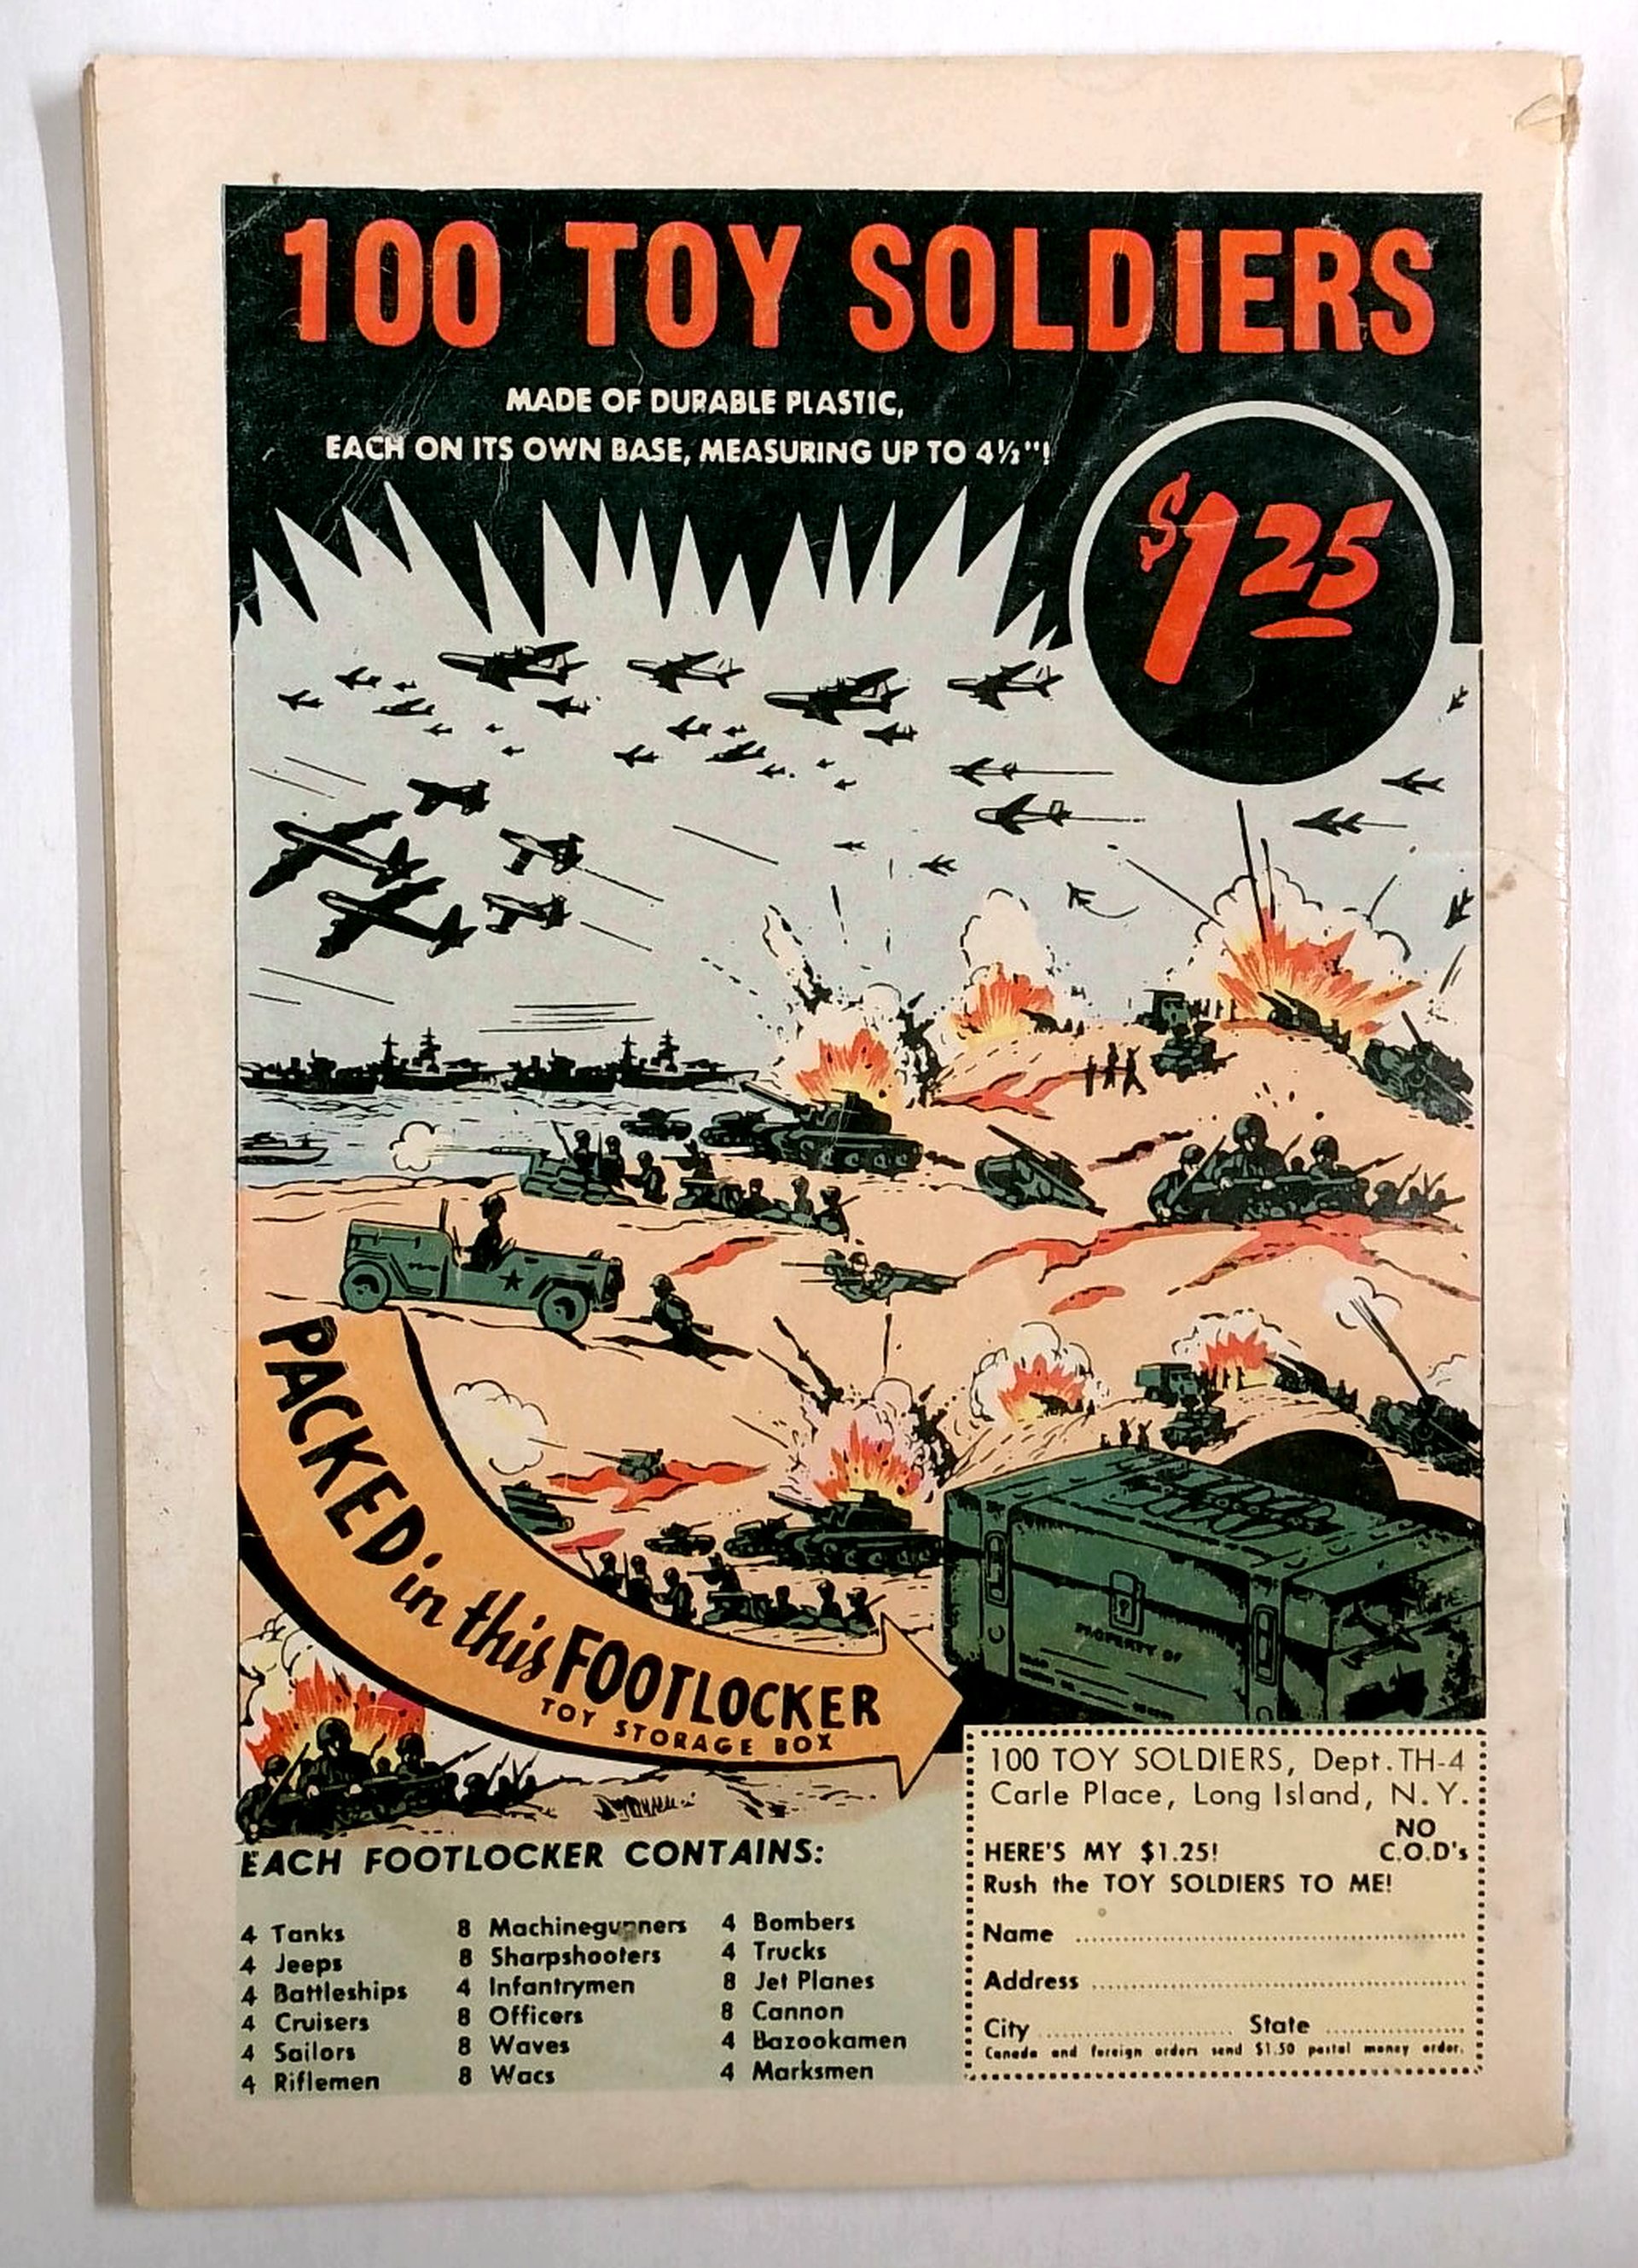 100 TOY SOLDIERS
MADE OF DURABLE PLASTIC,
EACH ON ITS OWN BASE, MEASURING UP TO 4½"!
$1.25
PACKED in this FOOTLOCKER
TOY STORAGE BOX
PROPERTY OF
100 TOY SOLDIERS, Dept. TH-4
Carle Place, Long Island, N.Y.
NO
HERE'S MY $1.25! C.O.D's
Rush the TOY SOLDIERS TO ME!
Name
Address
City State
Canada and foreign orders send $1.50 postal money order.
EACH FOOTLOCKER CONTAINS:
4 Tanks
4 Jeeps
4 Battleships
4 Cruisers
4 Sailors
4 Riflemen
8 Machinegunners
8 Sharpshooters
4 Infantrymen
8 Officers
8 Waves
8 Wacs
4 Bombers
4 Trucks
8 Jet Planes
8 Cannon
4 Bazookamen
4 Marksmen